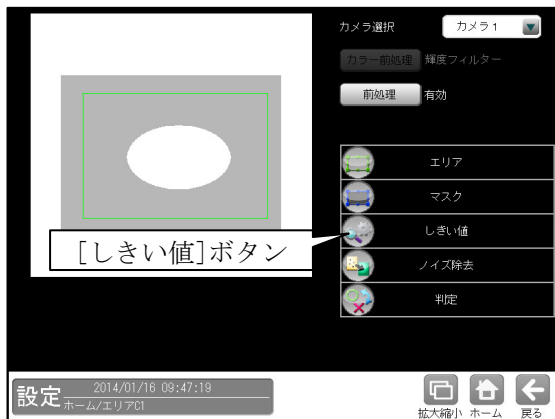 カメラ選択
カメラ1
カラー前処理
輝度フィルター
前処理
有効
エリア
マスク
[しきい値]ボタン
しきい値
ノイズ除去
判定
設定
2014/01/16 09:47:19
ホーム/エリアC1
拡大縮小
ホーム
戻る